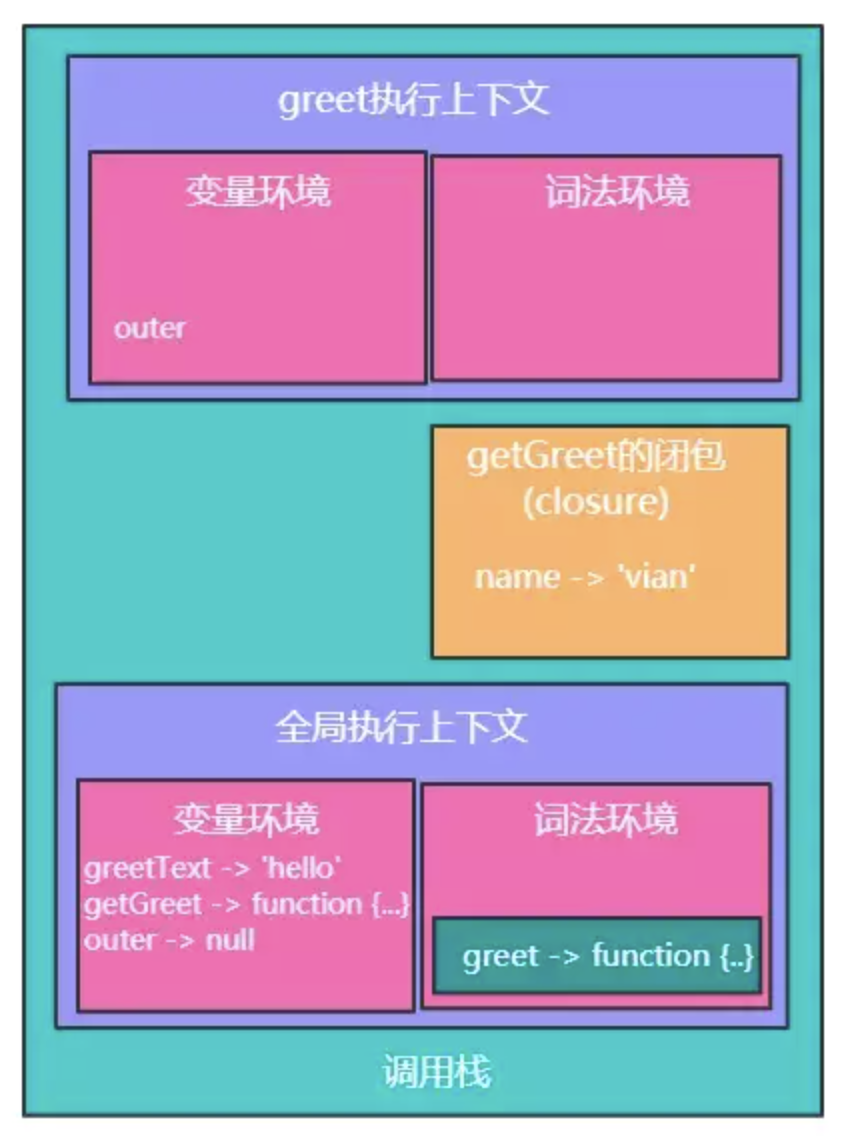 greet执行上下文
变量环境
词法环境
outer
getGreet的闭包
(closure)
name -> 'vian'
全局执行上下文
变量环境
greetText -> 'hello'
getGreet -> function {...}
outer -> null
词法环境
greet -> function {..}
调用栈